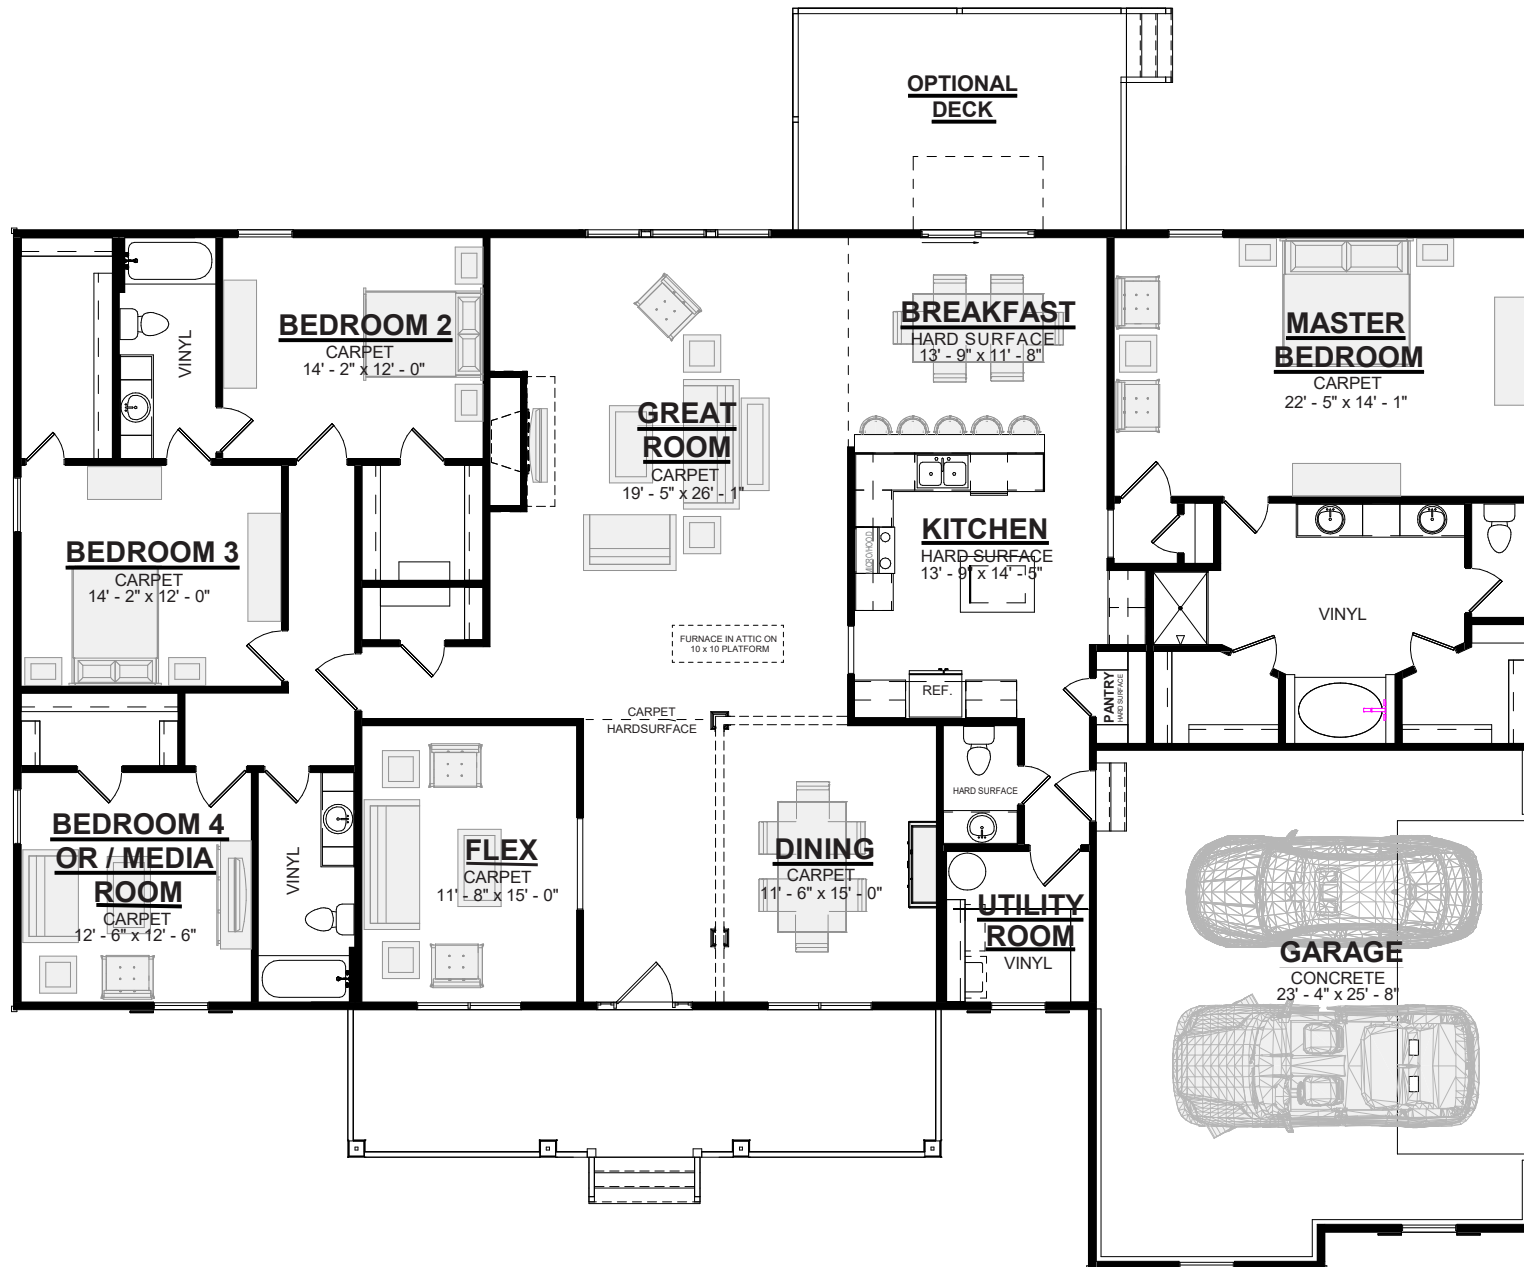 OPTIONAL
DECK
BEDROOM 2
CARPET
14' - 2" x 12' - 0"
VINYL
GREAT
ROOM
CARPET
19' - 5" x 26' - 1"
BREAKFAST
HARD SURFACE
13' - 9" x 11' - 8"
MASTER
BEDROOM
CARPET
22' - 5" x 14' - 1"
BEDROOM 3
CARPET
14' - 2" x 12' - 0"
KITCHEN
HARD SURFACE
13' - 9" x 14' - 5"
MICRO/HOOD
VINYL
FURNACE IN ATTIC ON
10 x 10 PLATFORM
REF.
PANTRY
HARD SURFACE
CARPET
HARDSURFACE
HARD SURFACE
BEDROOM 4
OR / MEDIA
ROOM
CARPET
12' - 6" x 12' - 6"
VINYL
FLEX
CARPET
11' - 8" x 15' - 0"
DINING
CARPET
11' - 6" x 15' - 0"
UTILITY
ROOM
VINYL
GARAGE
CONCRETE
23' - 4" x 25' - 8"